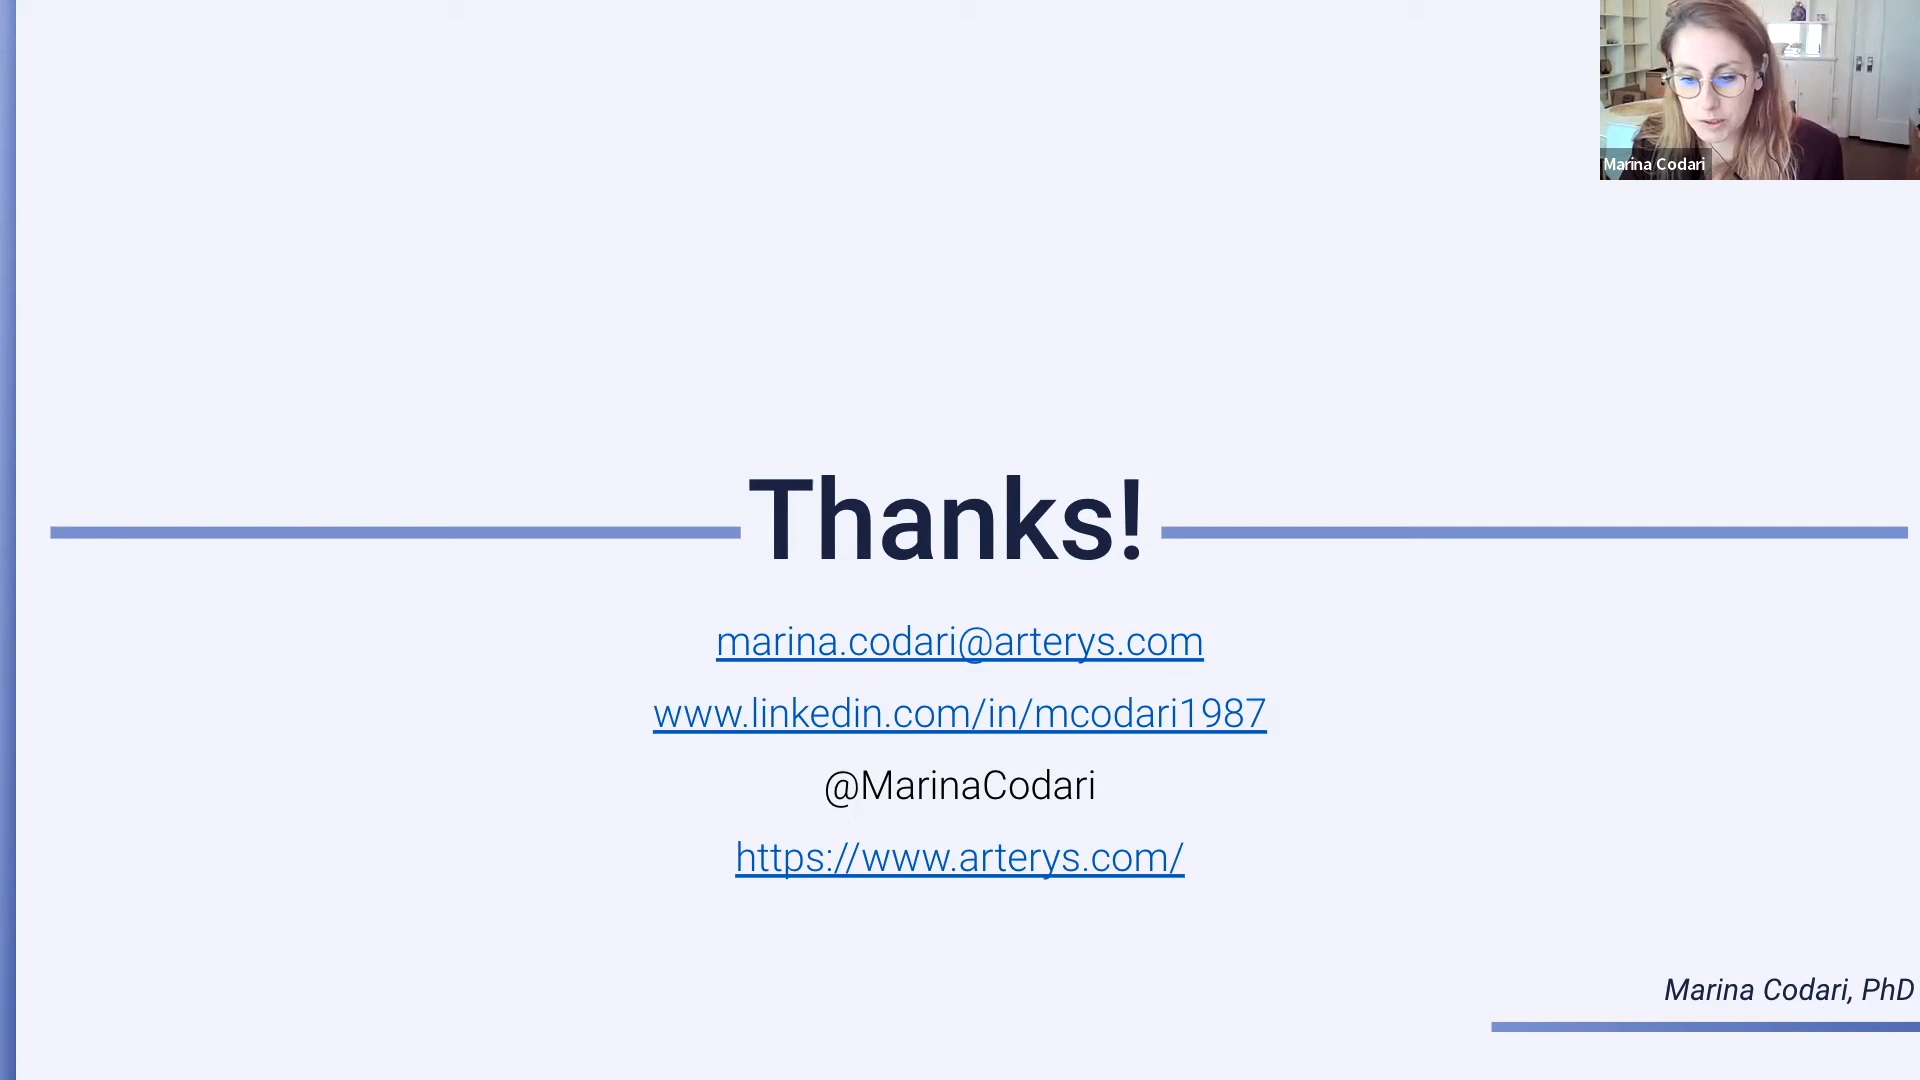 Marina Codari
Thanks!
marina.codari@arterys.com
www.linkedin.com/in/mcodari1987
@MarinaCodari
https://www.arterys.com/
Marina Codari, PhD